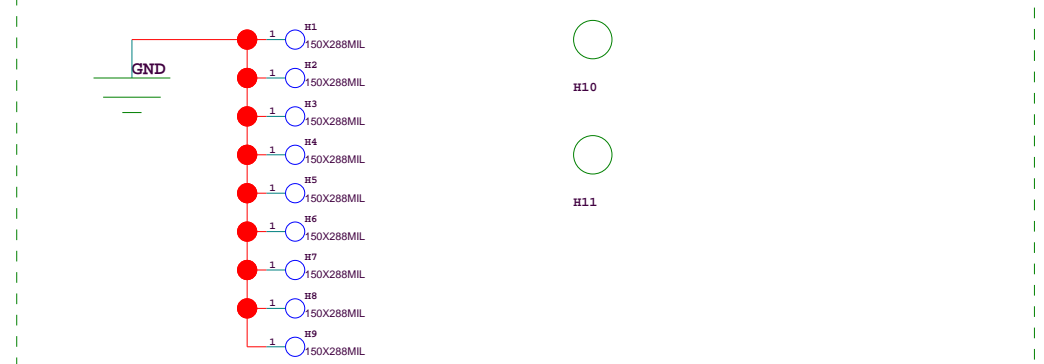 GND
1 H1
150X288MIL
1 H2
150X288MIL
1 H3
150X288MIL
1 H4
150X288MIL
1 H5
150X288MIL
1 H6
150X288MIL
1 H7
150X288MIL
1 H8
150X288MIL
1 H9
150X288MIL
H10
H11